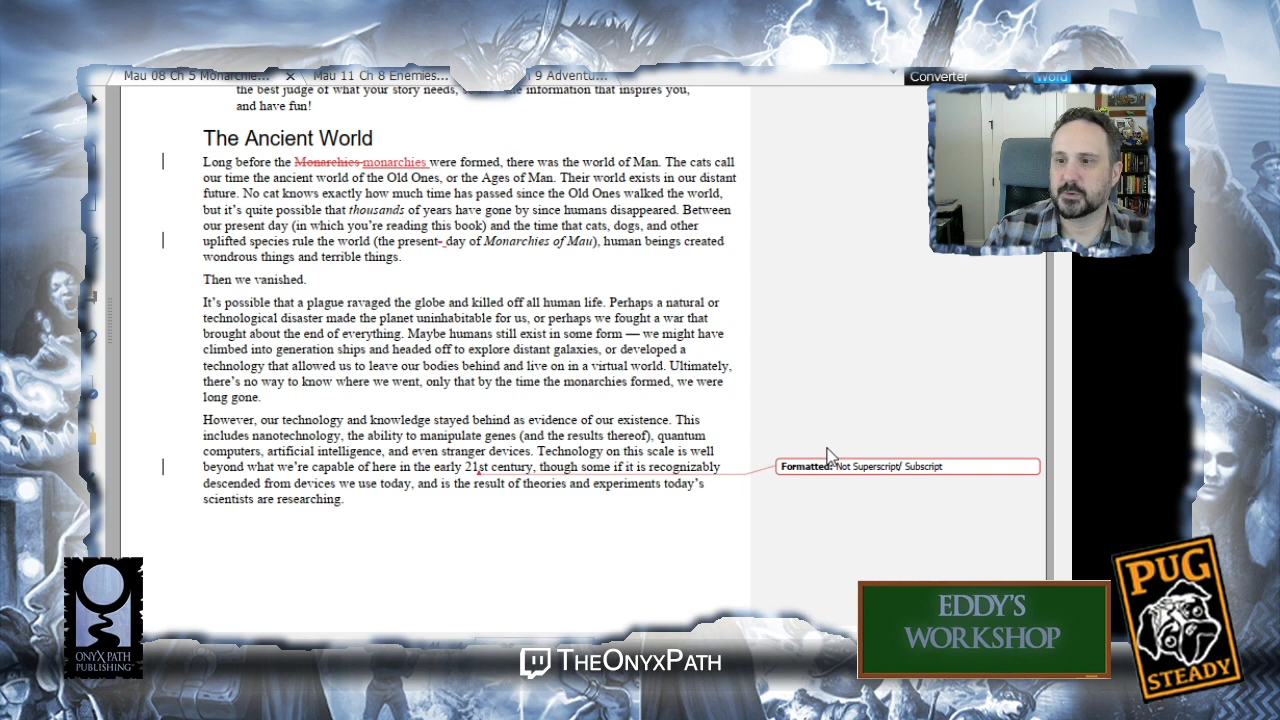 Mau 08 Ch 5 Monarchie... Mau 11 Ch 8 Enemies... 9 Adventu... Converter Word
the best judge of what your story needs, information that inspires you,
and have fun!
The Ancient World
Long before the Monarchies monarchies were formed, there was the world of Man. The cats call
our time the ancient world of the Old Ones, or the Ages of Man. Their world exists in our distant
future. No cat knows exactly how much time has passed since the Old Ones walked the world,
but it’s quite possible that thousands of years have gone by since humans disappeared. Between
our present day (in which you’re reading this book) and the time that cats, dogs, and other
uplifted species rule the world (the present- day of Monarchies of Mau), human beings created
wondrous things and terrible things.
Then we vanished.
It’s possible that a plague ravaged the globe and killed off all human life. Perhaps a natural or
technological disaster made the planet uninhabitable for us, or perhaps we fought a war that
brought about the end of everything. Maybe humans still exist in some form — we might have
climbed into generation ships and headed off to explore distant galaxies, or developed a
technology that allowed us to leave our bodies behind and live on in a virtual world. Ultimately,
there’s no way to know where we went, only that by the time the monarchies formed, we were
long gone.
However, our technology and knowledge stayed behind as evidence of our existence. This
includes nanotechnology, the ability to manipulate genes (and the results thereof), quantum
computers, artificial intelligence, and even stranger devices. Technology on this scale is well
beyond what we’re capable of here in the early 21st century, though some if it is recognizably
descended from devices we use today, and is the result of theories and experiments today’s
scientists are researching.
Formatted: Not Superscript/ Subscript
ONYX PATH
PUBLISHING™
THEONYXPATH
EDDY'S
WORKSHOP
PUG
STEADY